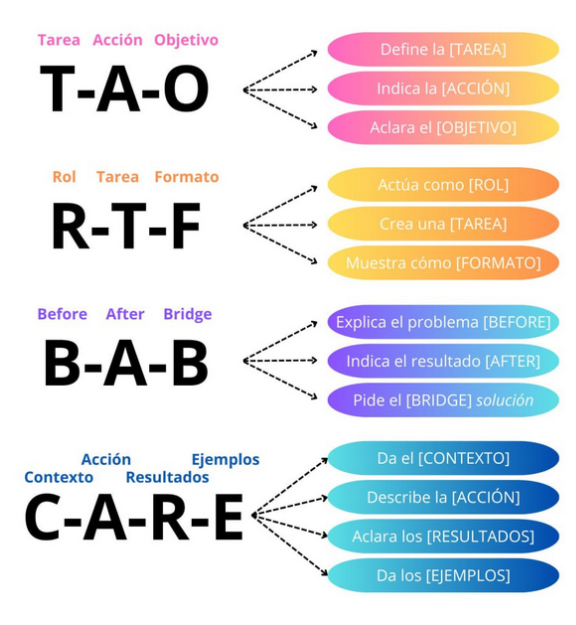 Tarea Acción Objetivo
T-A-O
Define la [TAREA]
Indica la [ACCIÓN]
Aclara el [OBJETIVO]
Rol Tarea Formato
R-T-F
Actúa como [ROL]
Crea una [TAREA]
Muestra cómo [FORMATO]
Before After Bridge
B-A-B
Explica el problema [BEFORE]
Indica el resultado [AFTER]
Pide el [BRIDGE] solución
Acción Ejemplos
Contexto Resultados
C-A-R-E
Da el [CONTEXTO]
Describe la [ACCIÓN]
Aclara los [RESULTADOS]
Da los [EJEMPLOS]